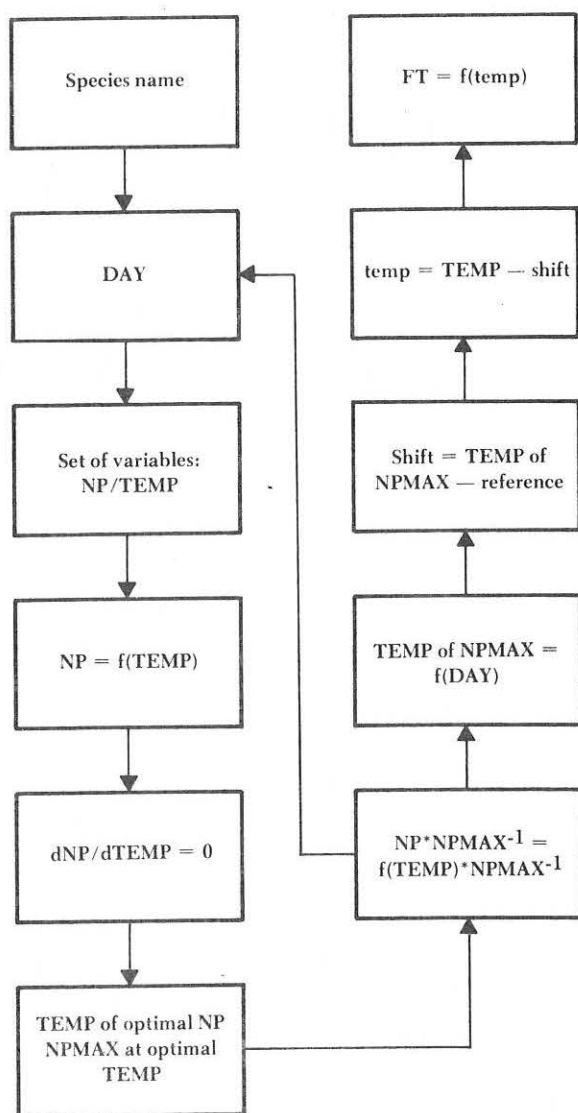 Species name
DAY
Set of variables:
NP/TEMP
NP = f(TEMP)
dNP/dTEMP = 0
TEMP of optimal NP
NPMAX at optimal
TEMP
NP*NPMAX⁻¹ =
f(TEMP)*NPMAX⁻¹
TEMP of NPMAX =
f(DAY)
Shift = TEMP of
NPMAX — reference
temp = TEMP — shift
FT = f(temp)